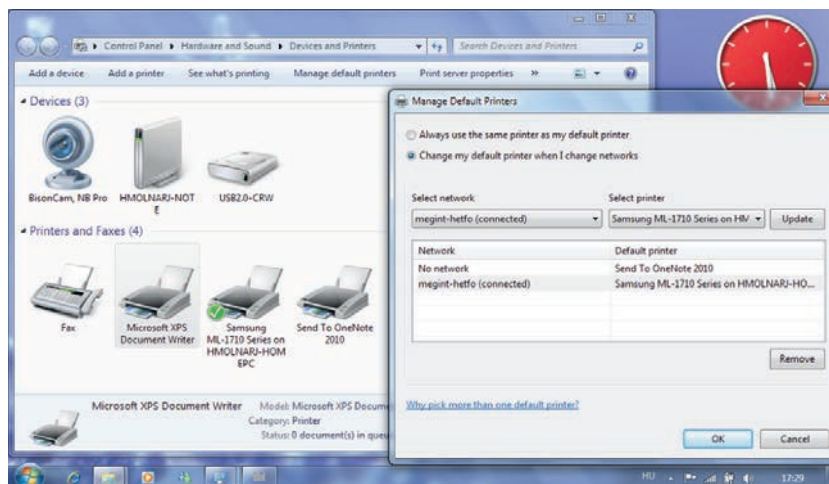 Control Panel ▸ Hardware and Sound ▸ Devices and Printers
Search Devices and Printers
Add a device Add a printer See what's printing Manage default printers Print server properties »
Devices (3)
BisonCam, NB Pro
HMOLNARJ-NOT
E
USB2.0-CRW
Printers and Faxes (4)
Fax
Microsoft XPS
Document Writer
Samsung
ML-1710 Series on
HMOLNARJ-HOM
EPC
Send To OneNote
2010
Microsoft XPS Document Writer Model: Microsoft XPS Docume
Category: Printer
Status: 0 document(s) in queu
Manage Default Printers
Always use the same printer as my default printer
Change my default printer when I change networks
Select network Select printer
megint-hetfo (connected) Samsung ML-1710 Series on HM Update
Network Default printer
No network Send To OneNote 2010
megint-hetfo (connected) Samsung ML-1710 Series on HMOLNARJ-HO...
Remove
Why pick more than one default printer?
OK Cancel
HU 17:29